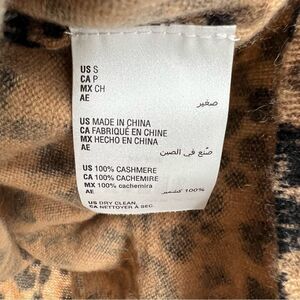 US S
CA P
MX CH
AE صغير
US MADE IN CHINA
CA FABRIQUÉ EN CHINE
MX HECHO EN CHINA
AE صنع في الصين
US 100% CASHMERE
CA 100% CACHEMIRE
MX 100% cachemira
AE 100% كشمير
US DRY CLEAN.
CA NETTOYER À SEC.